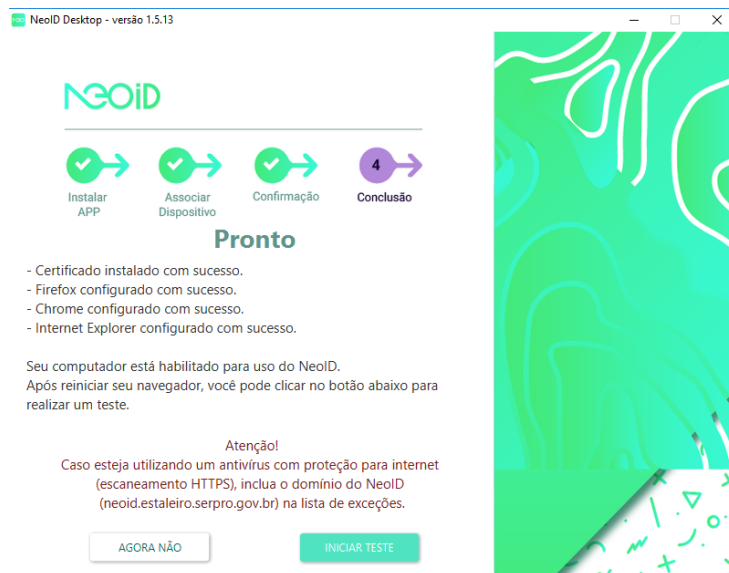 NeoID Desktop - versão 1.5.13
NEOiD
4
Instalar
APP
Associar
Dispositivo
Confirmação
Conclusão
Pronto
- Certificado instalado com sucesso.
- Firefox configurado com sucesso.
- Chrome configurado com sucesso.
- Internet Explorer configurado com sucesso.
Seu computador está habilitado para uso do NeoID.
Após reiniciar seu navegador, você pode clicar no botão abaixo para
realizar um teste.
Atenção!
Caso esteja utilizando um antivírus com proteção para internet
(escaneamento HTTPS), inclua o domínio do NeoID
(neoid.estaleiro.serpro.gov.br) na lista de exceções.
AGORA NÃO
INICIAR TESTE